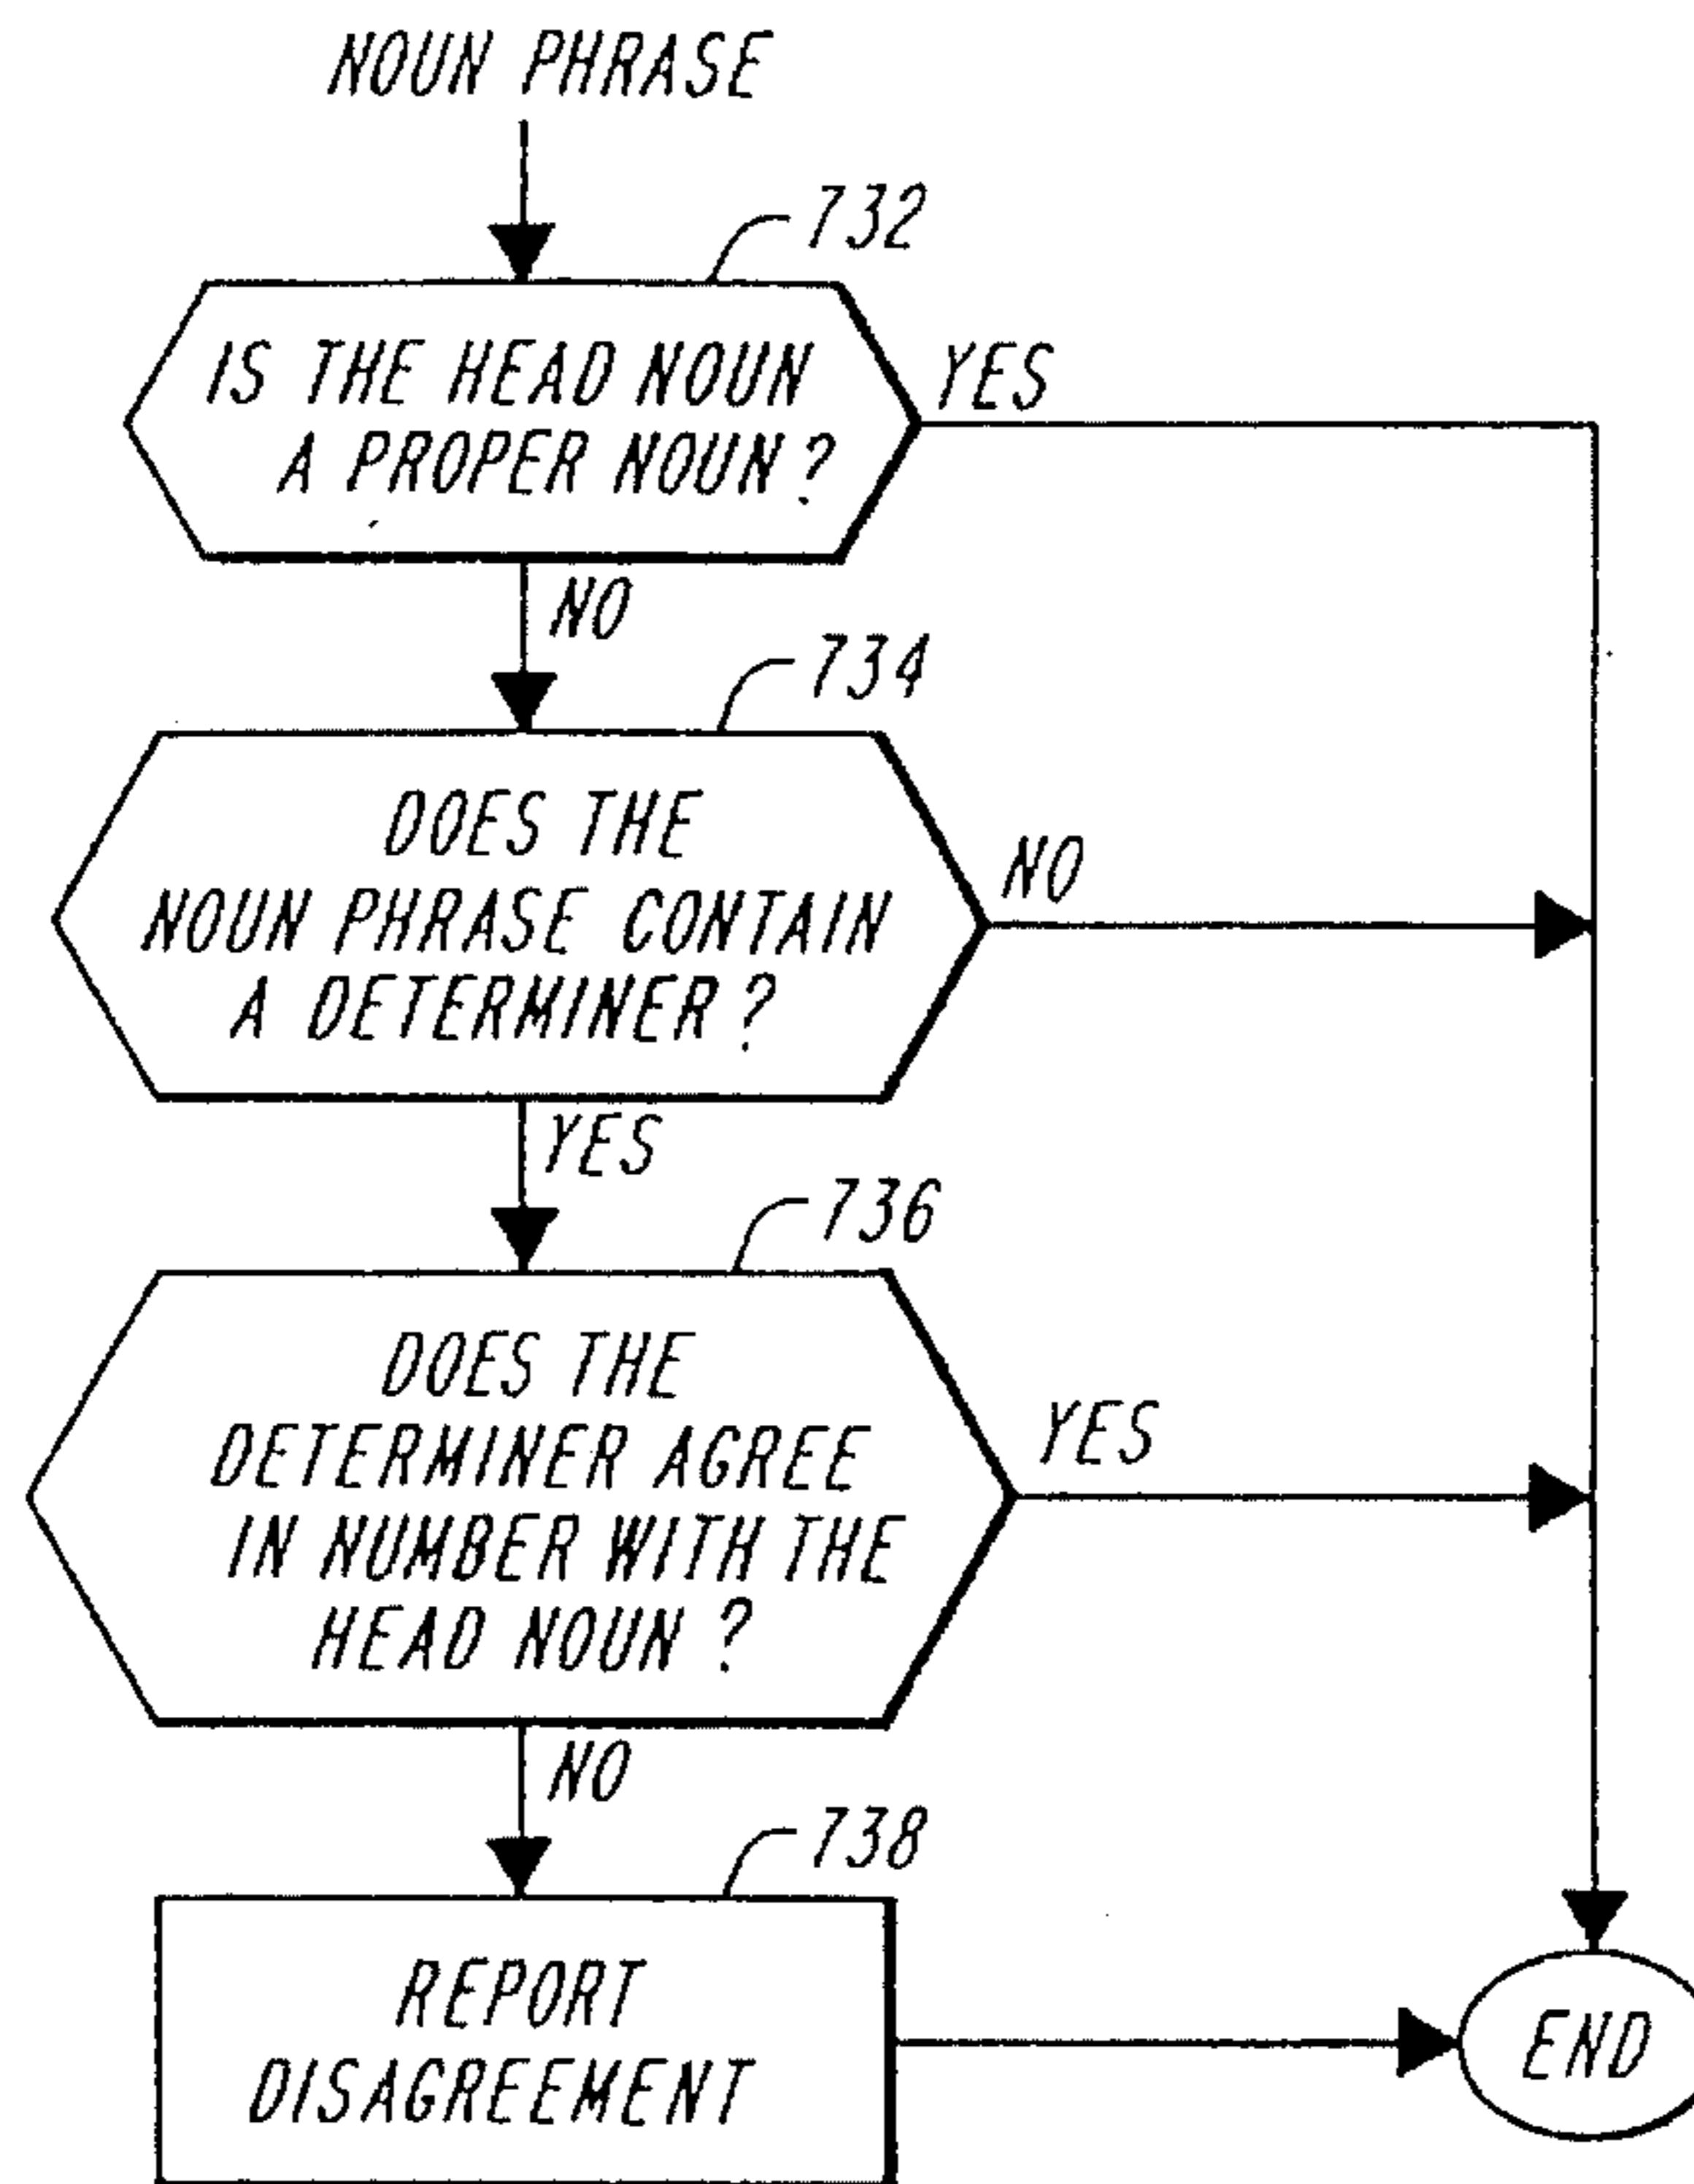 NOUN PHRASE
732
IS THE HEAD NOUN
A PROPER NOUN?
YES
NO
734
DOES THE
NOUN PHRASE CONTAIN
A DETERMINER?
NO
YES
736
DOES THE
DETERMINER AGREE
IN NUMBER WITH THE
HEAD NOUN?
YES
NO
738
REPORT
DISAGREEMENT
END